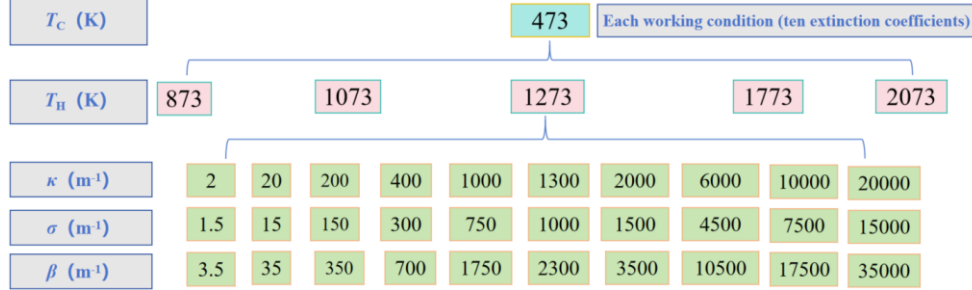 T_C (K) 473 Each working condition (ten extinction coefficients)
T_H (K) 873 1073 1273 1773 2073
κ (m⁻¹) 2 20 200 400 1000 1300 2000 6000 10000 20000
σ (m⁻¹) 1.5 15 150 300 750 1000 1500 4500 7500 15000
β (m⁻¹) 3.5 35 350 700 1750 2300 3500 10500 17500 35000